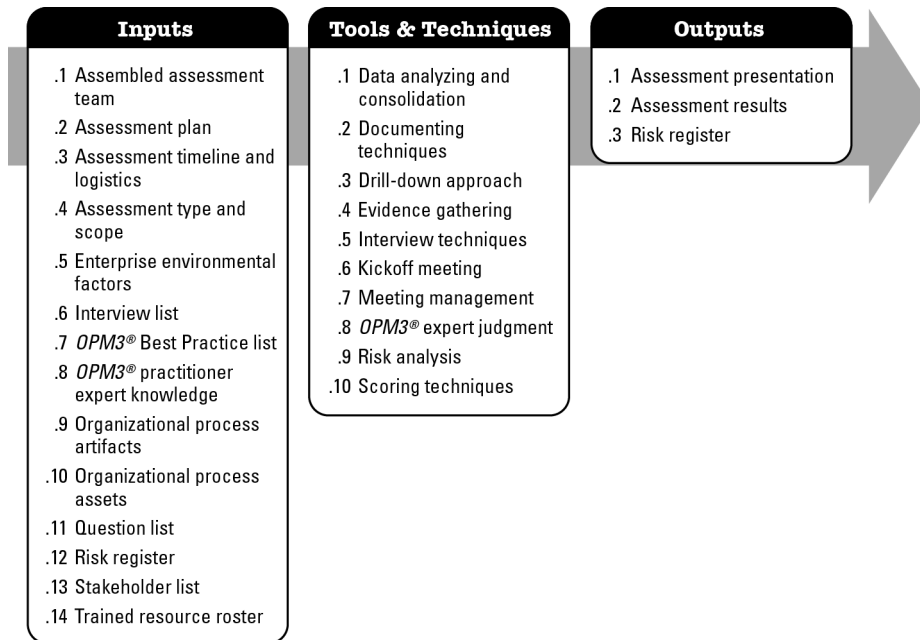 Inputs
.1 Assembled assessment
team
.2 Assessment plan
.3 Assessment timeline and
logistics
.4 Assessment type and
scope
.5 Enterprise environmental
factors
.6 Interview list
.7 OPM3® Best Practice list
.8 OPM3® practitioner
expert knowledge
.9 Organizational process
artifacts
.10 Organizational process
assets
.11 Question list
.12 Risk register
.13 Stakeholder list
.14 Trained resource roster
Tools & Techniques
.1 Data analyzing and
consolidation
.2 Documenting
techniques
.3 Drill-down approach
.4 Evidence gathering
.5 Interview techniques
.6 Kickoff meeting
.7 Meeting management
.8 OPM3® expert judgment
.9 Risk analysis
.10 Scoring techniques
Outputs
.1 Assessment presentation
.2 Assessment results
.3 Risk register